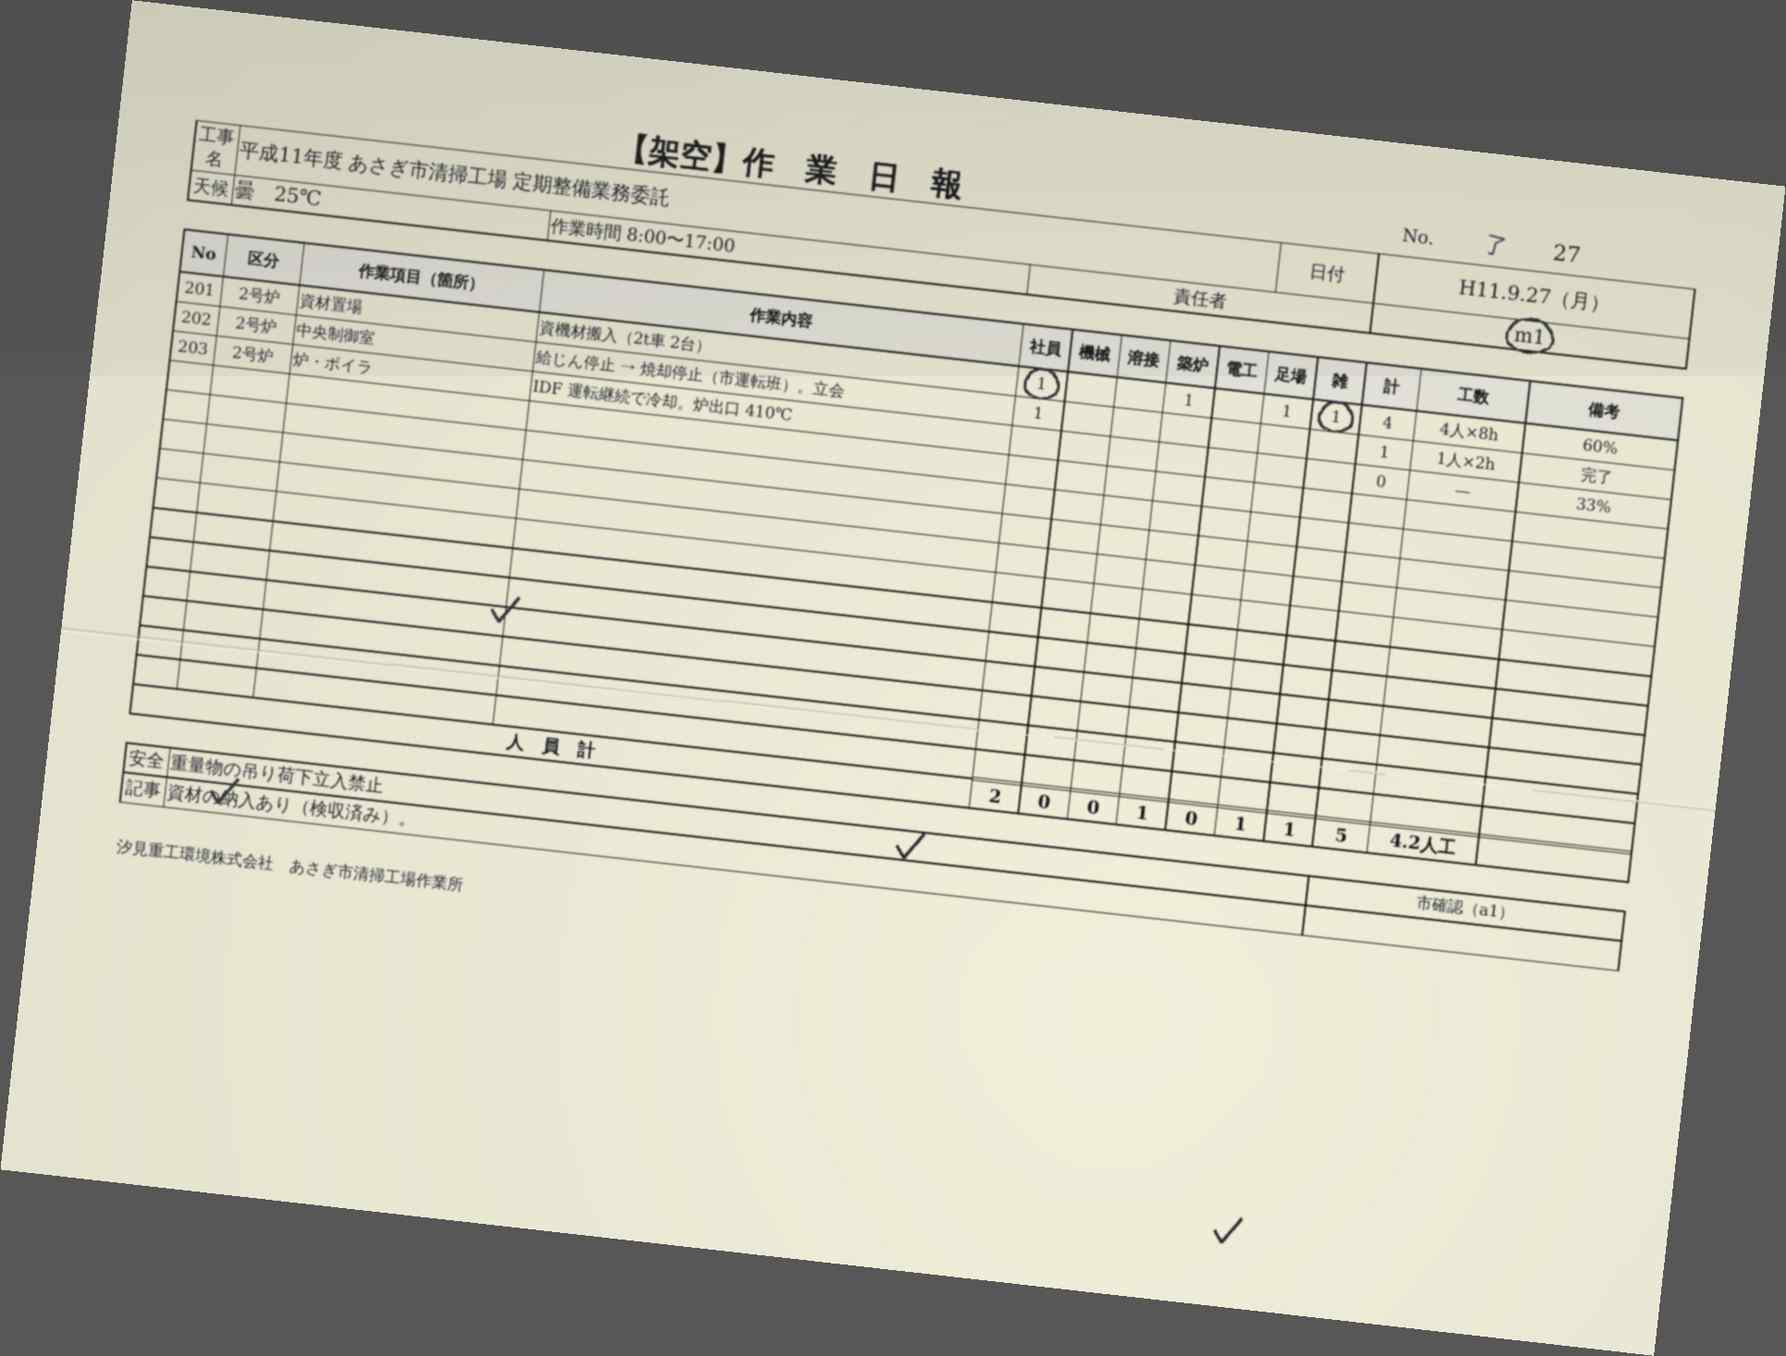 【架空】作　業　日　報
No.　了　27
工事名 平成11年度 あさぎ市清掃工場 定期整備業務委託 日付 H11.9.27（月）
天候 曇　25℃ 作業時間 8:00〜17:00 責任者 m1
No 区分 作業項目（箇所） 作業内容 社員 機械 溶接 築炉 電工 足場 雑 計 工数 備考
201 2号炉 資材置場 資機材搬入（2t車 2台） 1 1 1 1 4 4人×8h 60%
202 2号炉 中央制御室 給じん停止 → 焼却停止（市運転班）。立会 1 1 1人×2h 完了
203 2号炉 炉・ボイラ IDF 運転継続で冷却。炉出口 410℃ 0 — 33%
人　員　計 2 0 0 1 0 1 1 5 4.2人工
安全 重量物の吊り荷下立入禁止 市確認（a1）
記事 資材の納入あり（検収済み）。
汐見重工環境株式会社　あさぎ市清掃工場作業所